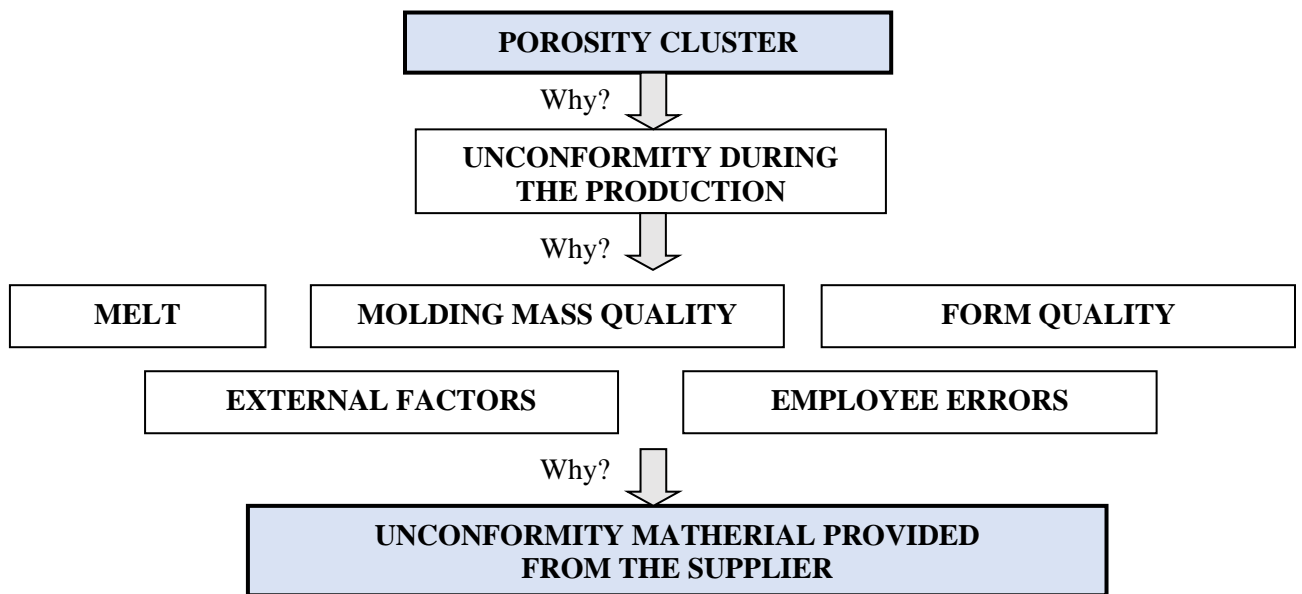 POROSITY CLUSTER
Why?
UNCONFORMITY DURING
THE PRODUCTION
Why?
MELT
MOLDING MASS QUALITY
FORM QUALITY
EXTERNAL FACTORS
EMPLOYEE ERRORS
Why?
UNCONFORMITY MATHERIAL PROVIDED
FROM THE SUPPLIER